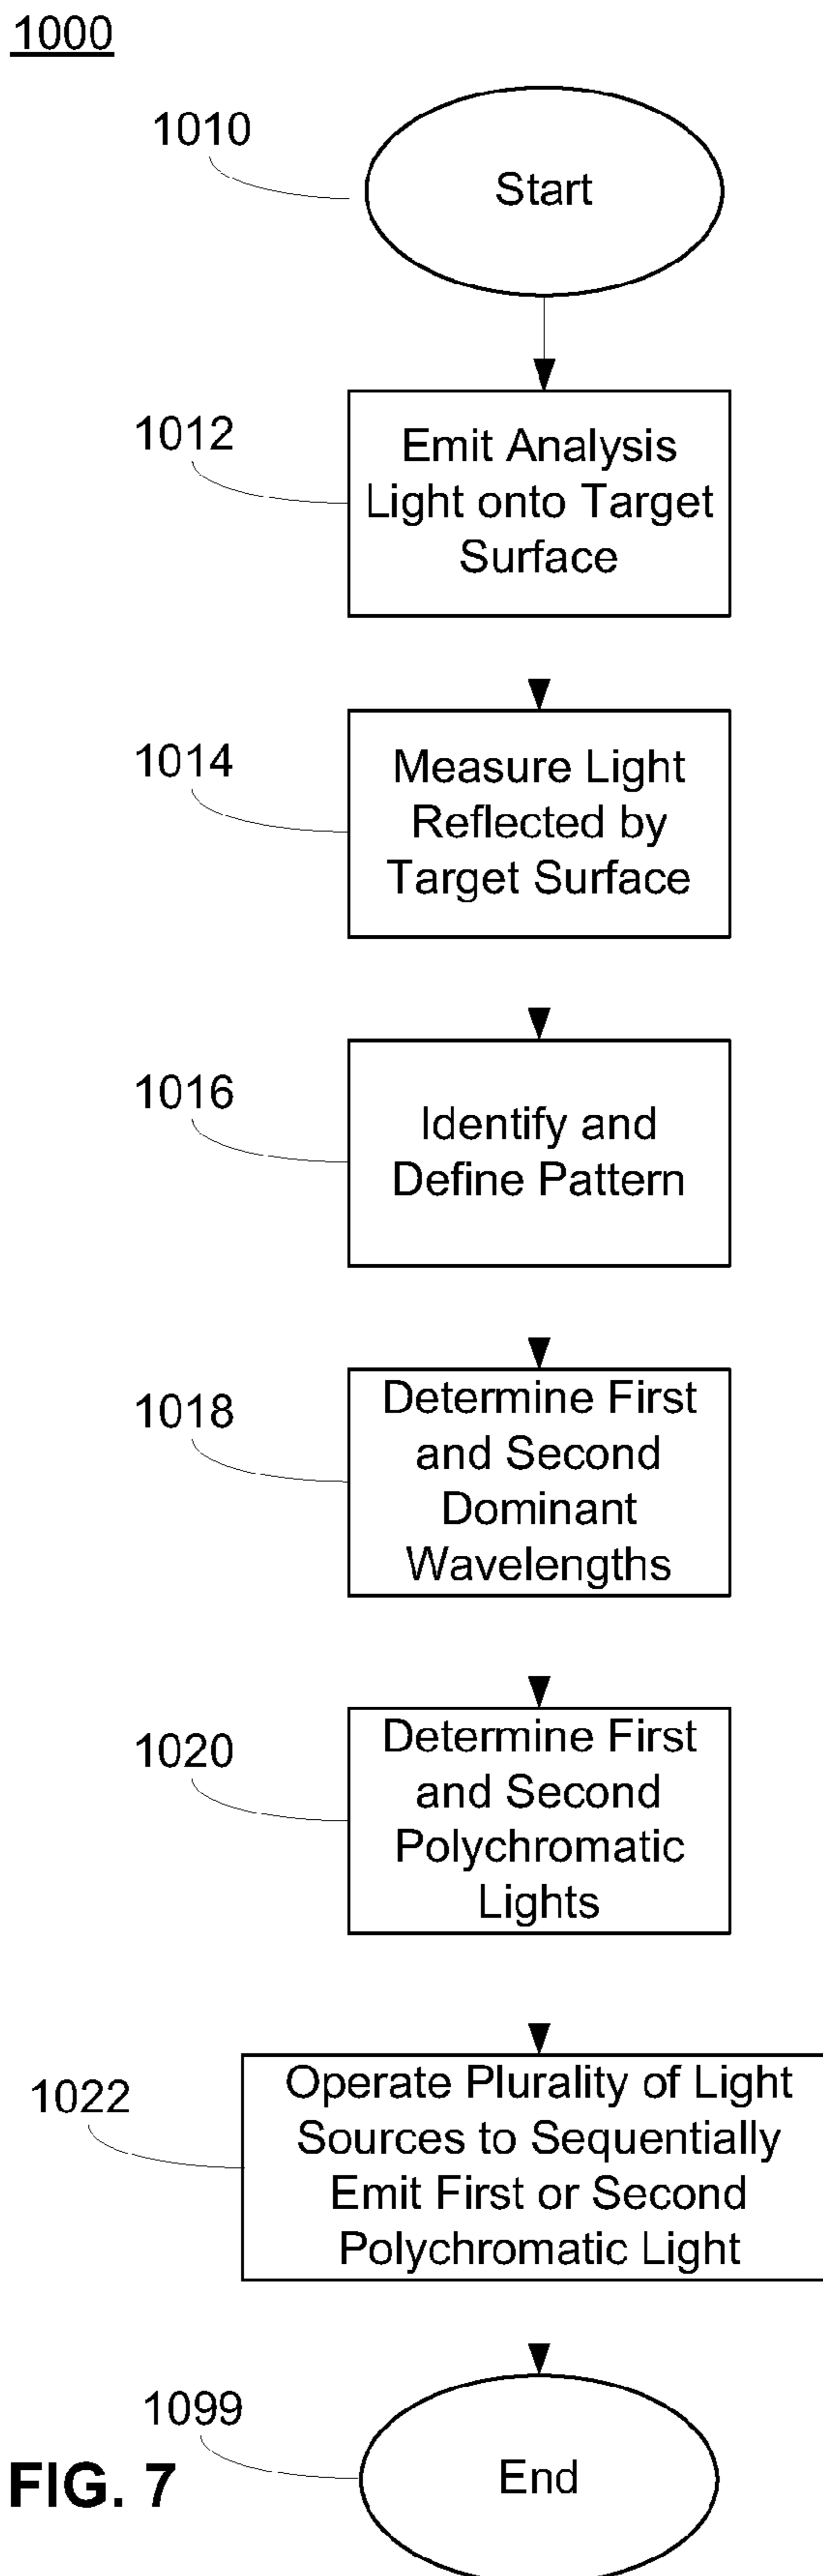 1000
1010
Start
1012
Emit Analysis
Light onto Target
Surface
1014
Measure Light
Reflected by
Target Surface
1016
Identify and
Define Pattern
1018
Determine First
and Second
Dominant
Wavelengths
1020
Determine First
and Second
Polychromatic
Lights
1022
Operate Plurality of Light
Sources to Sequentially
Emit First or Second
Polychromatic Light
1099
End
FIG. 7